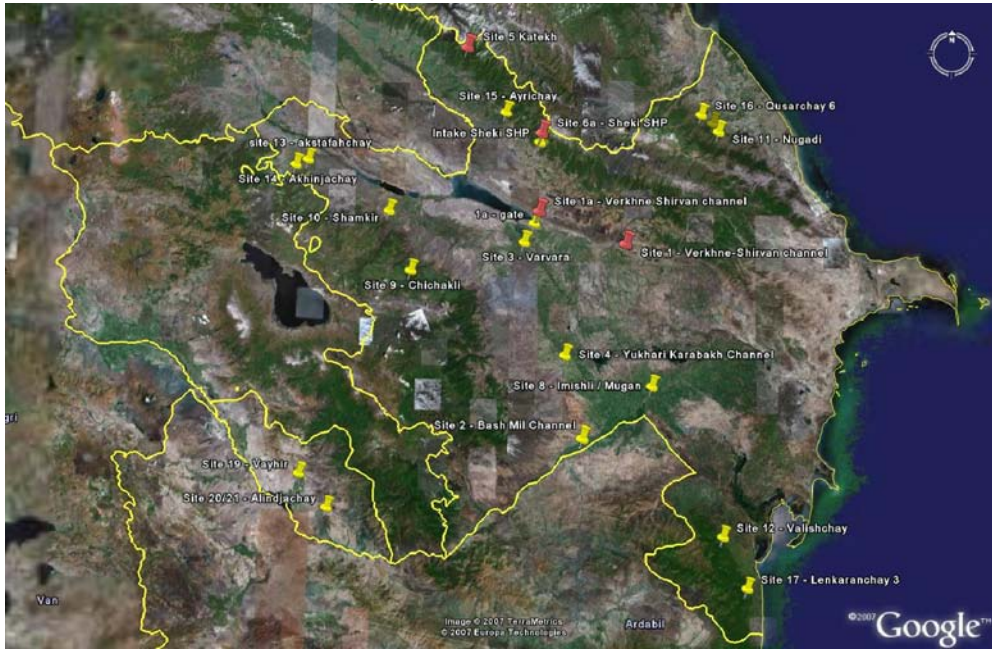 Site 5 Katekh
N
Site 15 - Ayrichay
Site 16 - Qusarchay 6
Intake Sheki SHP
Site 6a - Sheki SHP
Site 11 - Nugadi
site 13 - akstafahchay
Site 14 - Akhinjachay
Site 10 - Shamkir
Site 1a - Verkhne Shirvan channel
1a - gate
Site 3 - Varvara
Site 1 - Verkhne-Shirvan channel
Site 9 - Chichakli
Site 4 - Yukhari Karabakh Channel
Site 8 - Imishli / Mugan
gri
Site 2 - Bash Mil Channel
Site 19 - Vayhir
Site 20/21 - Alindjachay
Site 12 - Valishchay
Site 17 - Lenkaranchay 3
Van
Image © 2007 TerraMetrics
© 2007 Europa Technologies
Ardabil
©2007 Google™